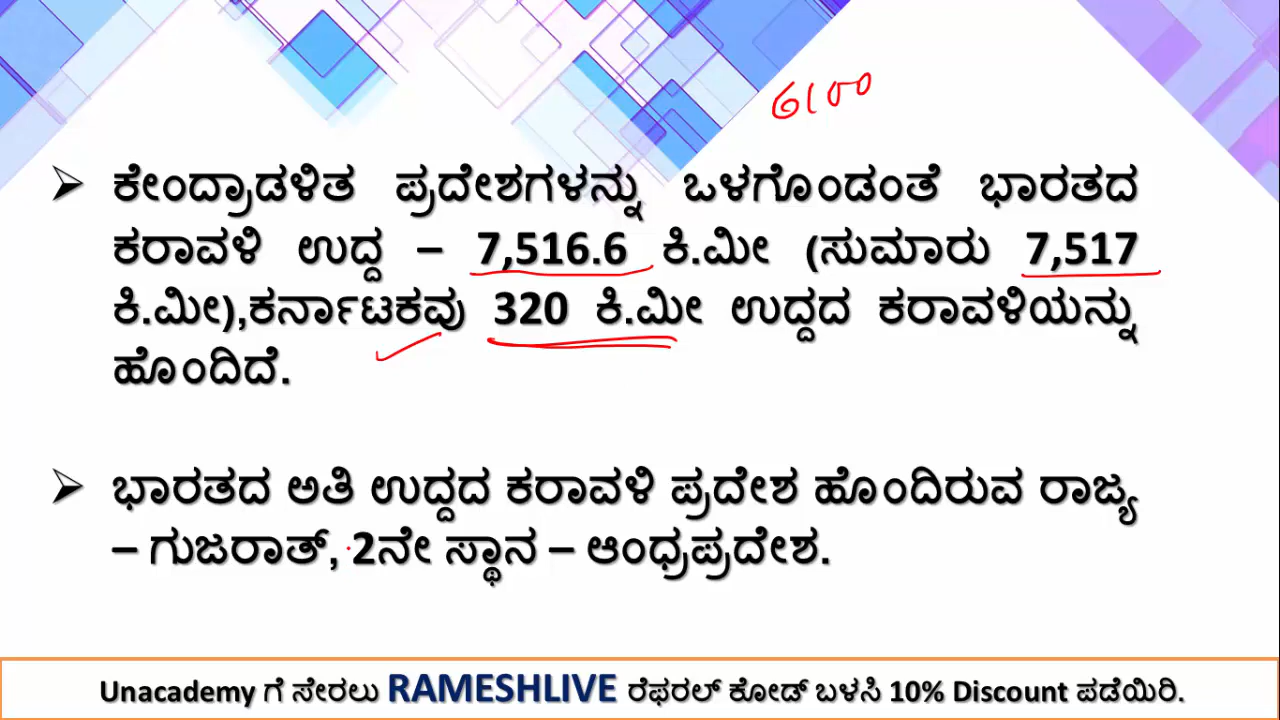 6100
➢ ಕೇಂದ್ರಾಡಳಿತ ಪ್ರದೇಶಗಳನ್ನು ಒಳಗೊಂಡಂತೆ ಭಾರತದ
ಕರಾವಳಿ ಉದ್ದ – 7,516.6 ಕಿ.ಮೀ (ಸುಮಾರು 7,517
ಕಿ.ಮೀ),ಕರ್ನಾಟಕವು 320 ಕಿ.ಮೀ ಉದ್ದದ ಕರಾವಳಿಯನ್ನು
ಹೊಂದಿದೆ.
➢ ಭಾರತದ ಅತಿ ಉದ್ದದ ಕರಾವಳಿ ಪ್ರದೇಶ ಹೊಂದಿರುವ ರಾಜ್ಯ
– ಗುಜರಾತ್, 2ನೇ ಸ್ಥಾನ – ಆಂಧ್ರಪ್ರದೇಶ.
Unacademy ಗೆ ಸೇರಲು RAMESHLIVE ರೆಫರಲ್ ಕೋಡ್ ಬಳಸಿ 10% Discount ಪಡೆಯಿರಿ.